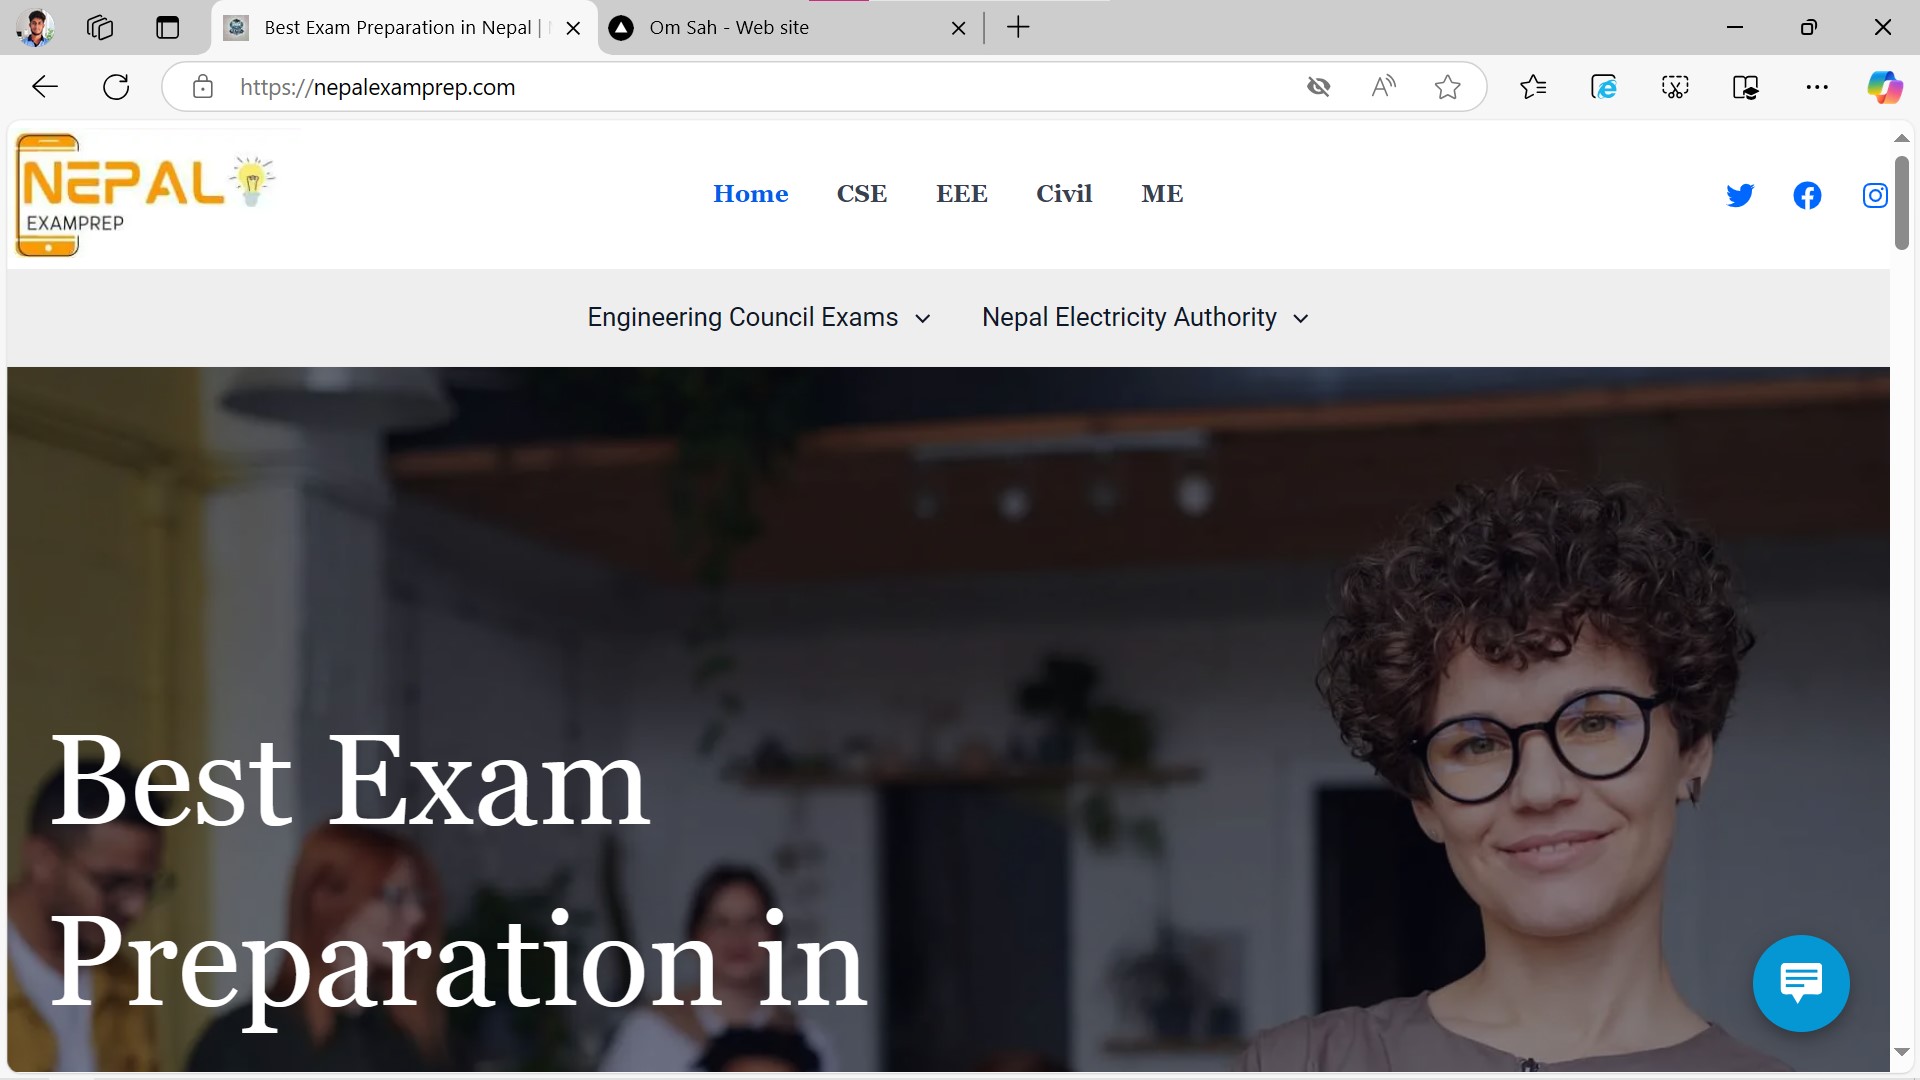 Best Exam Preparation in Nepal |
Om Sah - Web site
https://nepalexamprep.com
NEPAL
EXAMPREP
Home CSE EEE Civil ME
Engineering Council Exams Nepal Electricity Authority
Best Exam
Preparation in